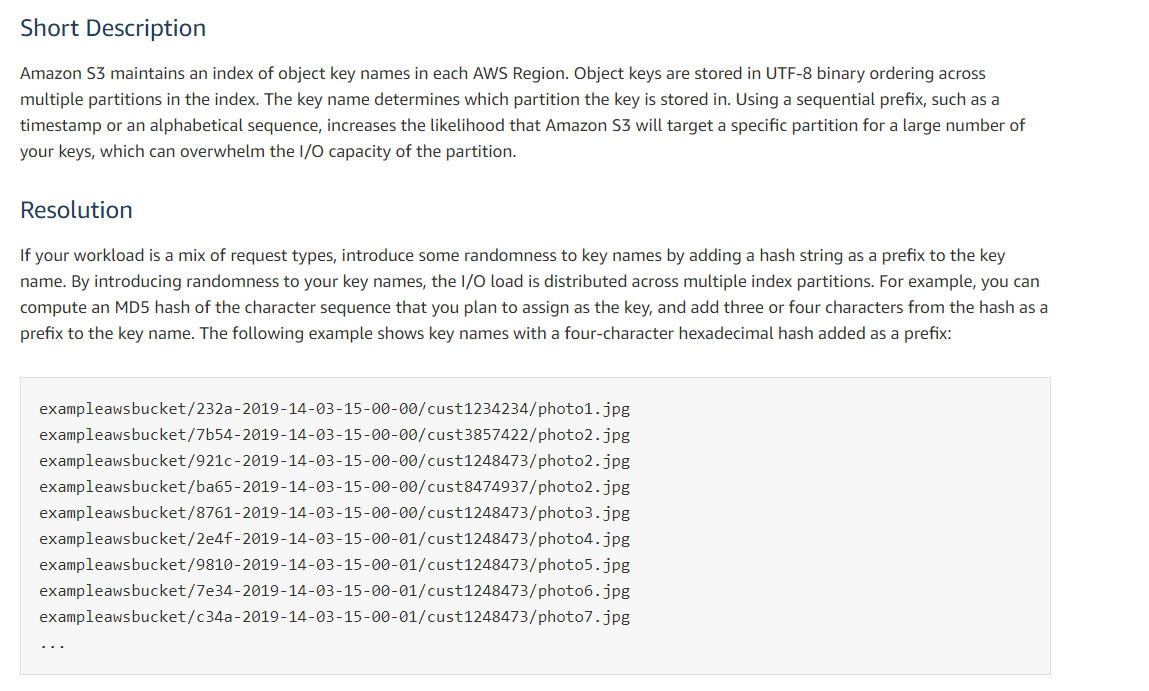 Short Description
Amazon S3 maintains an index of object key names in each AWS Region. Object keys are stored in UTF-8 binary ordering across
multiple partitions in the index. The key name determines which partition the key is stored in. Using a sequential prefix, such as a
timestamp or an alphabetical sequence, increases the likelihood that Amazon S3 will target a specific partition for a large number of
your keys, which can overwhelm the I/O capacity of the partition.
Resolution
If your workload is a mix of request types, introduce some randomness to key names by adding a hash string as a prefix to the key
name. By introducing randomness to your key names, the I/O load is distributed across multiple index partitions. For example, you can
compute an MD5 hash of the character sequence that you plan to assign as the key, and add three or four characters from the hash as a
prefix to the key name. The following example shows key names with a four-character hexadecimal hash added as a prefix:
exampleawsbucket/232a-2019-14-03-15-00-00/cust1234234/photo1.jpg
exampleawsbucket/7b54-2019-14-03-15-00-00/cust3857422/photo2.jpg
exampleawsbucket/921c-2019-14-03-15-00-00/cust1248473/photo2.jpg
exampleawsbucket/ba65-2019-14-03-15-00-00/cust8474937/photo2.jpg
exampleawsbucket/8761-2019-14-03-15-00-00/cust1248473/photo3.jpg
exampleawsbucket/2e4f-2019-14-03-15-00-01/cust1248473/photo4.jpg
exampleawsbucket/9810-2019-14-03-15-00-01/cust1248473/photo5.jpg
exampleawsbucket/7e34-2019-14-03-15-00-01/cust1248473/photo6.jpg
exampleawsbucket/c34a-2019-14-03-15-00-01/cust1248473/photo7.jpg
...